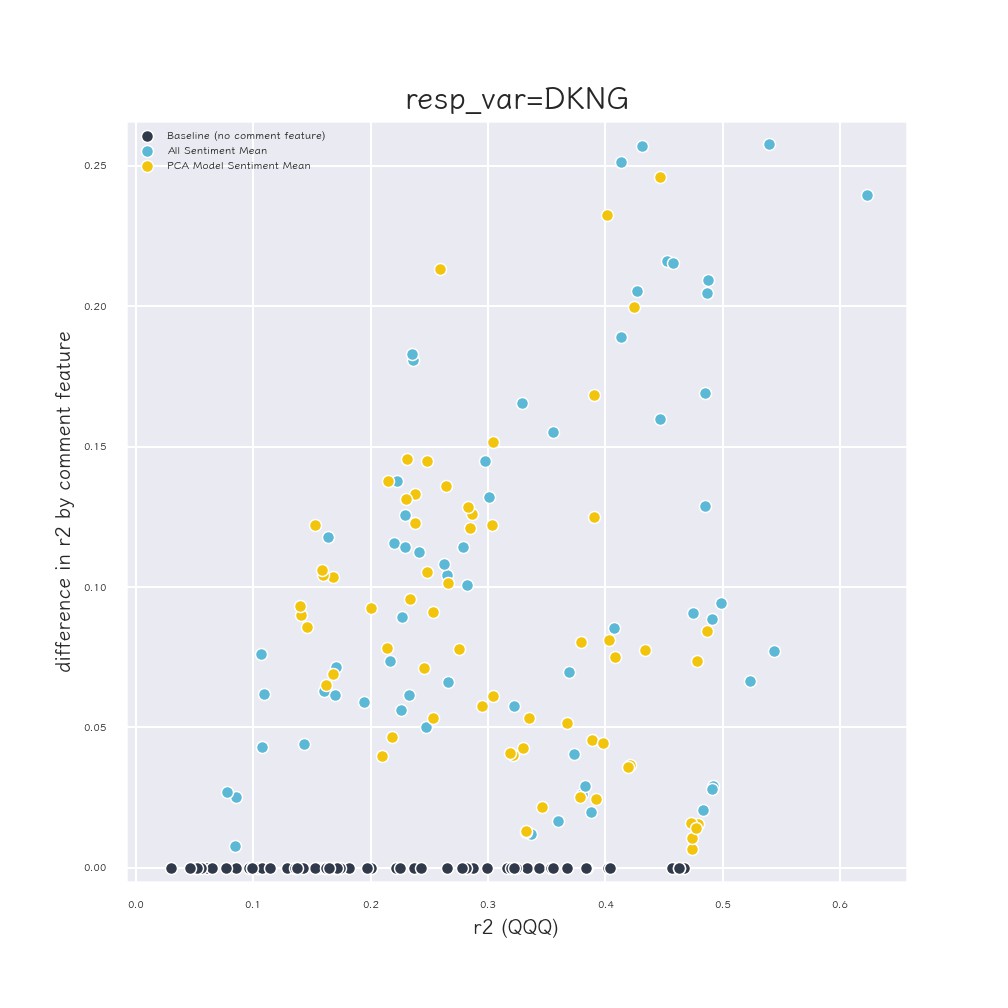 resp_var=DKNG
Baseline (no comment feature)
All Sentiment Mean
PCA Model Sentiment Mean
difference in r2 by comment feature
0.25
0.20
0.15
0.10
0.05
0.00
0.0 0.1 0.2 0.3 0.4 0.5 0.6
r2 (QQQ)